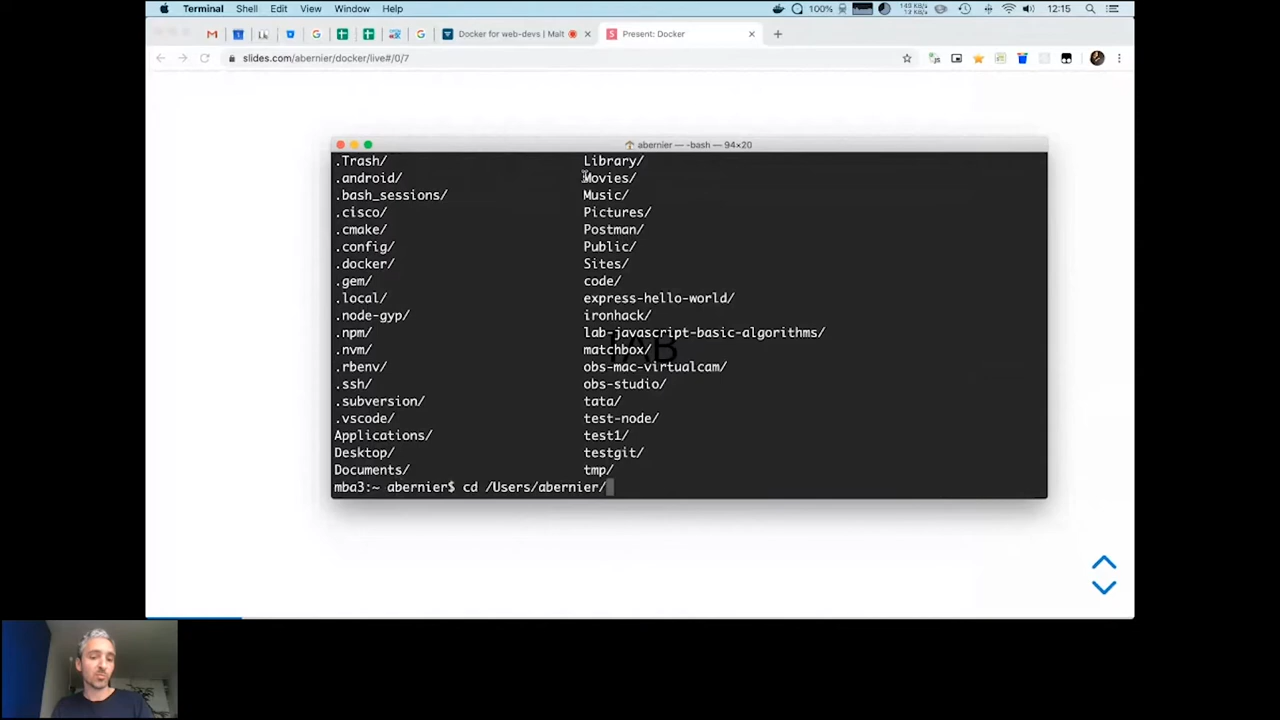 Terminal Shell Edit View Window Help 100% 12:15
Docker for web-devs | Malt Present: Docker
slides.com/abernier/docker/live#/0/7
abernier — -bash — 94×20
.Trash/ Library/
.android/ Movies/
.bash_sessions/ Music/
.cisco/ Pictures/
.cmake/ Postman/
.config/ Public/
.docker/ Sites/
.gem/ code/
.local/ express-hello-world/
.node-gyp/ ironhack/
.npm/ lab-javascript-basic-algorithms/
.nvm/ matchbox/
.rbenv/ obs-mac-virtualcam/
.ssh/ obs-studio/
.subversion/ tata/
.vscode/ test-node/
Applications/ test1/
Desktop/ testgit/
Documents/ tmp/
mba3:~ abernier$ cd /Users/abernier/